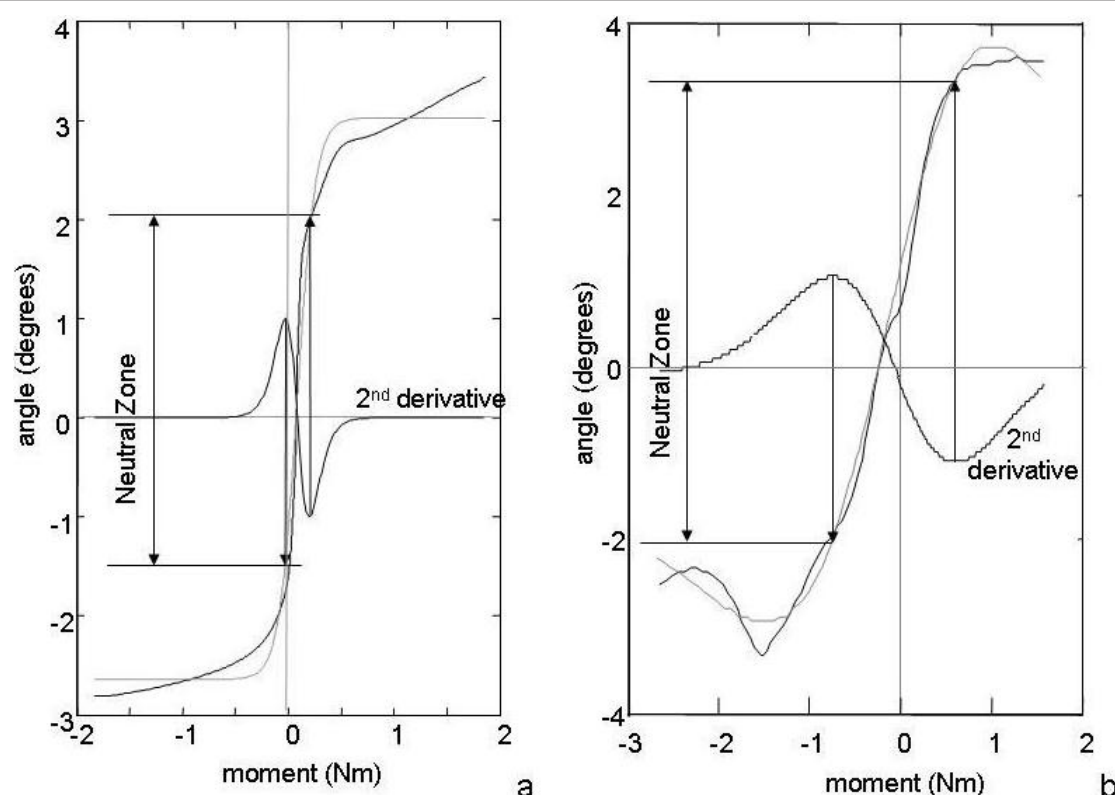 4
3
2
1
0
-1
-2
-3
-2
-1
0
1
2
angle (degrees)
Neutral Zone
2nd derivative
moment (Nm)
a
4
2
0
-2
-4
-3
-2
-1
0
1
2
angle (degrees)
Neutral Zone
2nd
derivative
moment (Nm)
b